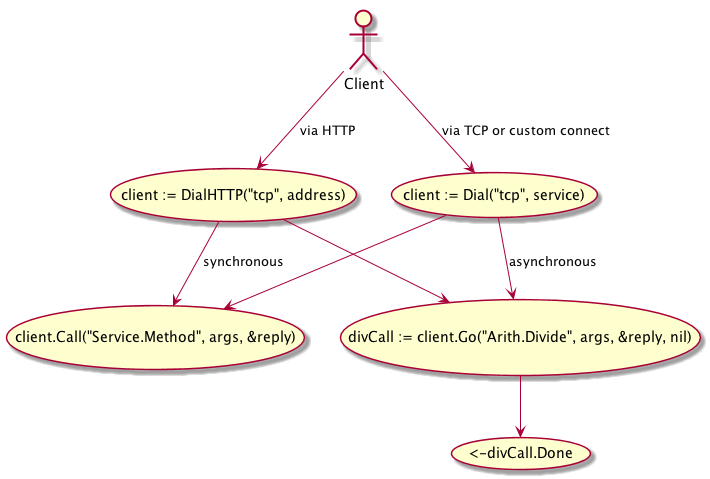 Client
via HTTP
via TCP or custom connect
client := DialHTTP("tcp", address)
client := Dial("tcp", service)
synchronous
asynchronous
client.Call("Service.Method", args, &reply)
divCall := client.Go("Arith.Divide", args, &reply, nil)
<-divCall.Done